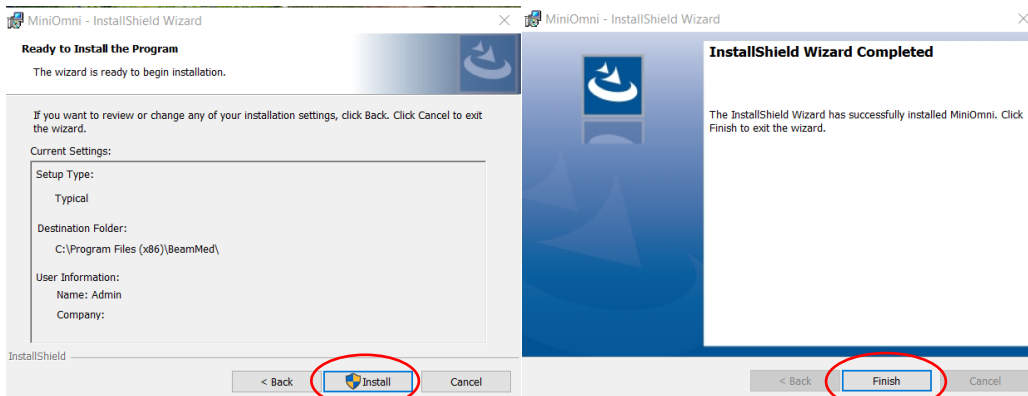 MiniOmni - InstallShield Wizard
Ready to Install the Program
The wizard is ready to begin installation.
If you want to review or change any of your installation settings, click Back. Click Cancel to exit
the wizard.
Current Settings:
Setup Type:
Typical
Destination Folder:
C:\Program Files (x86)\BeamMed\
User Information:
Name: Admin
Company:
InstallShield
< Back
Install
Cancel
MiniOmni - InstallShield Wizard
InstallShield Wizard Completed
The InstallShield Wizard has successfully installed MiniOmni. Click
Finish to exit the wizard.
< Back
Finish
Cancel